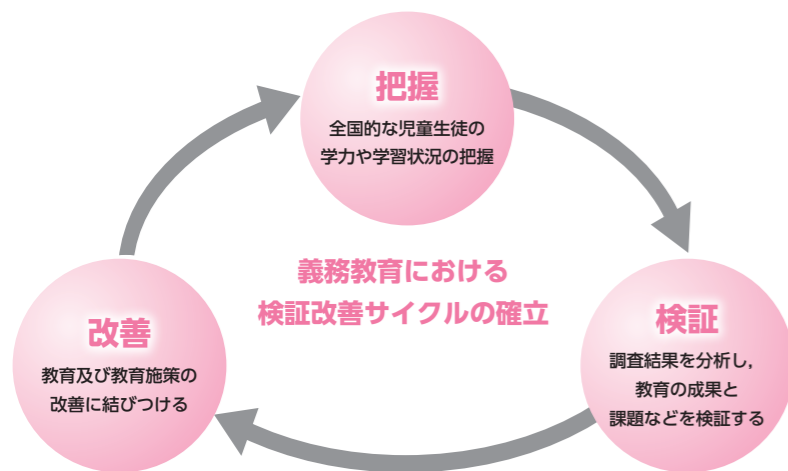 把握
全国的な児童生徒の
学力や学習状況の把握
義務教育における
検証改善サイクルの確立
検証
調査結果を分析し,
教育の成果と
課題などを検証する
改善
教育及び教育施策の
改善に結びつける